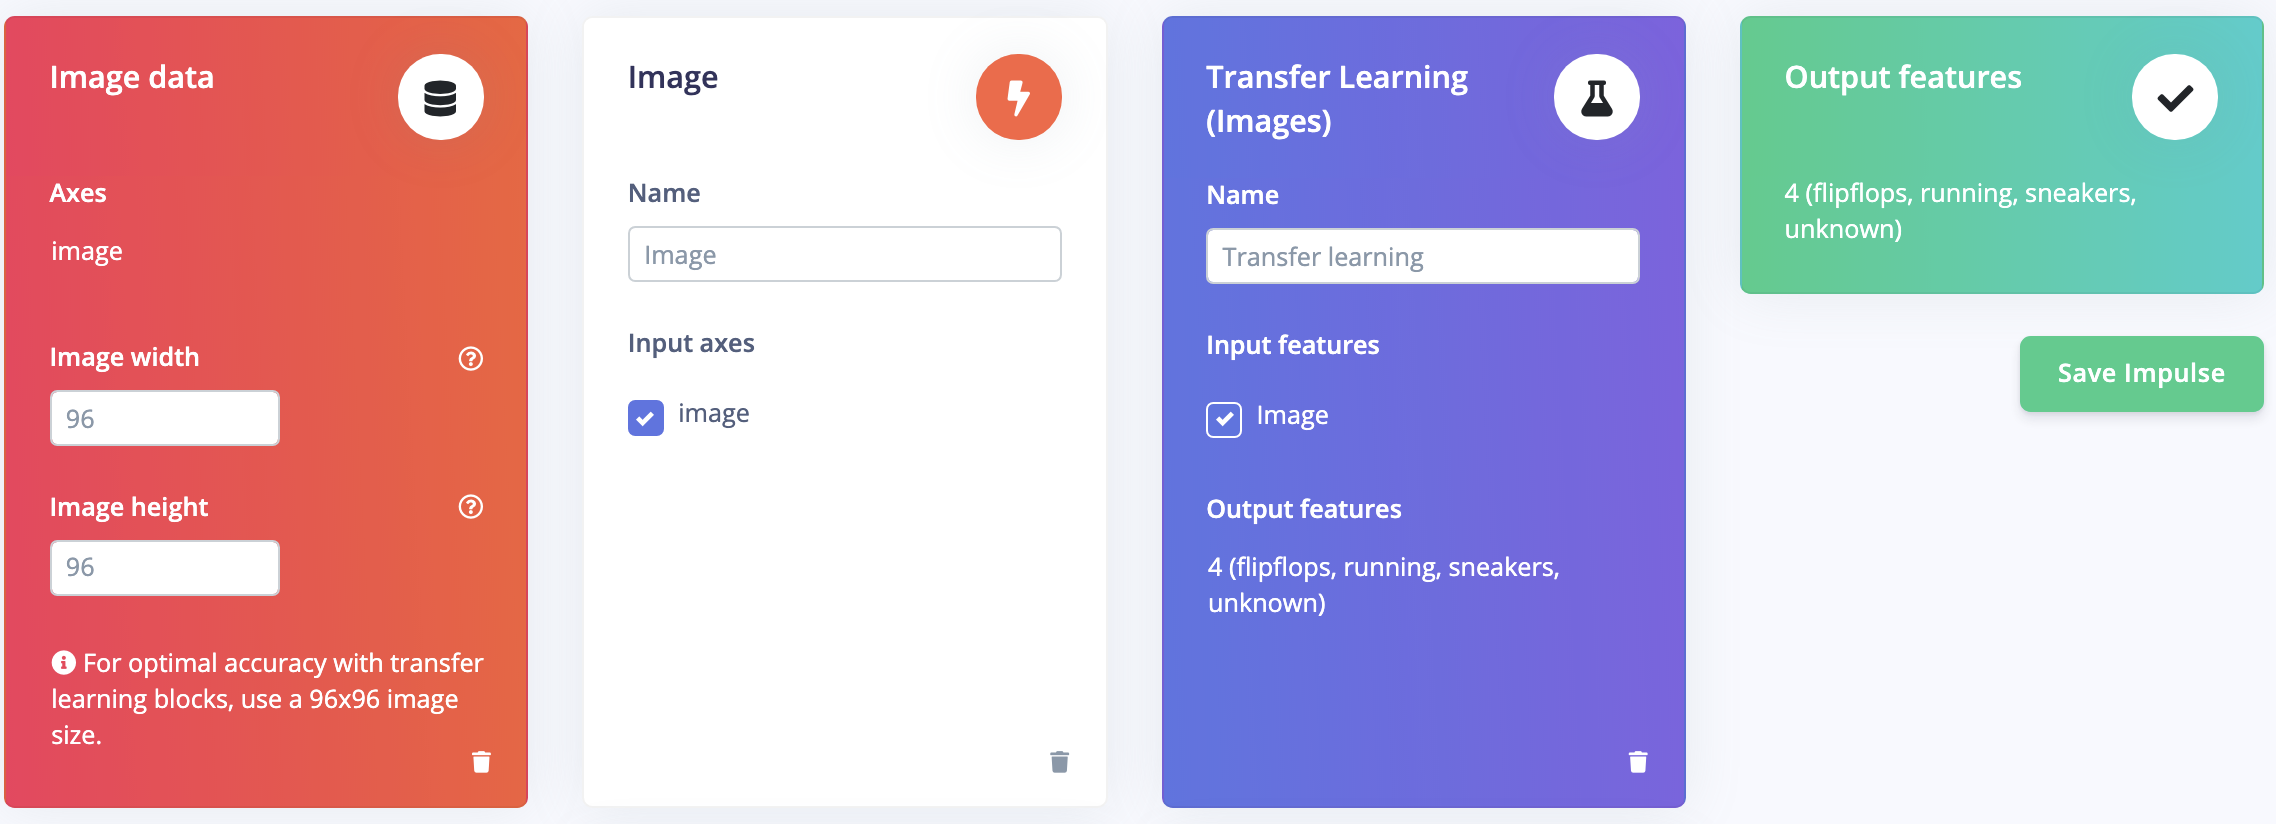 Image data
Axes
image
Image width
96
Image height
96
For optimal accuracy with transfer
learning blocks, use a 96x96 image
size.
Image
Name
Image
Input axes
image
Transfer Learning
(Images)
Name
Transfer learning
Input features
Image
Output features
4 (flipflops, running, sneakers,
unknown)
Output features
4 (flipflops, running, sneakers,
unknown)
Save Impulse